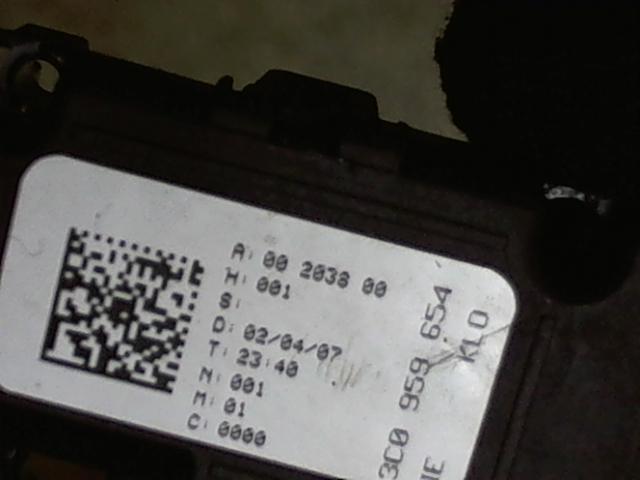 A: 00 2038 00
H: 001
S:
D: 02/04/07
T: 23:40
N: 001
M: 01
C: 0000
3C0 959 654
KLO